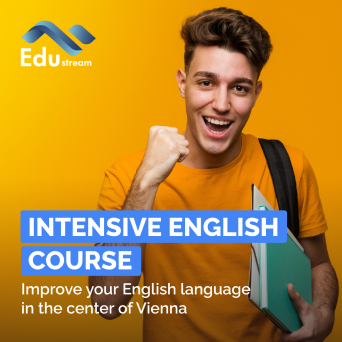 Edu stream
INTENSIVE ENGLISH
COURSE
Improve your English language
in the center of Vienna